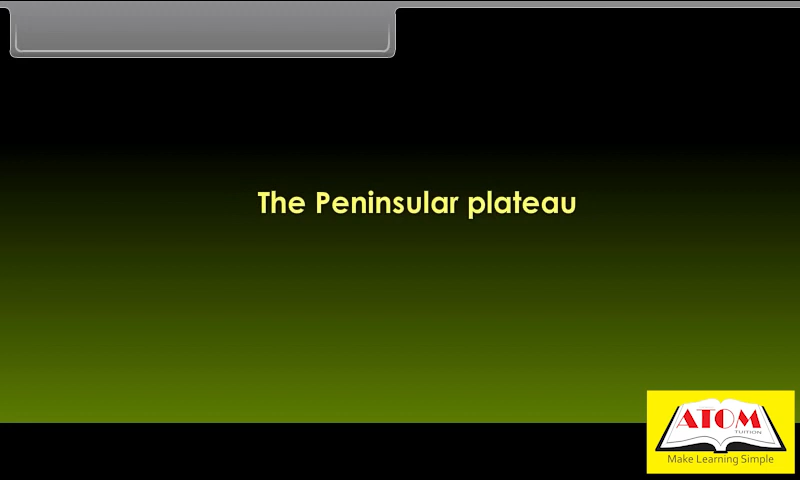 The Peninsular plateau
ATOM
TUITION
Make Learning Simple